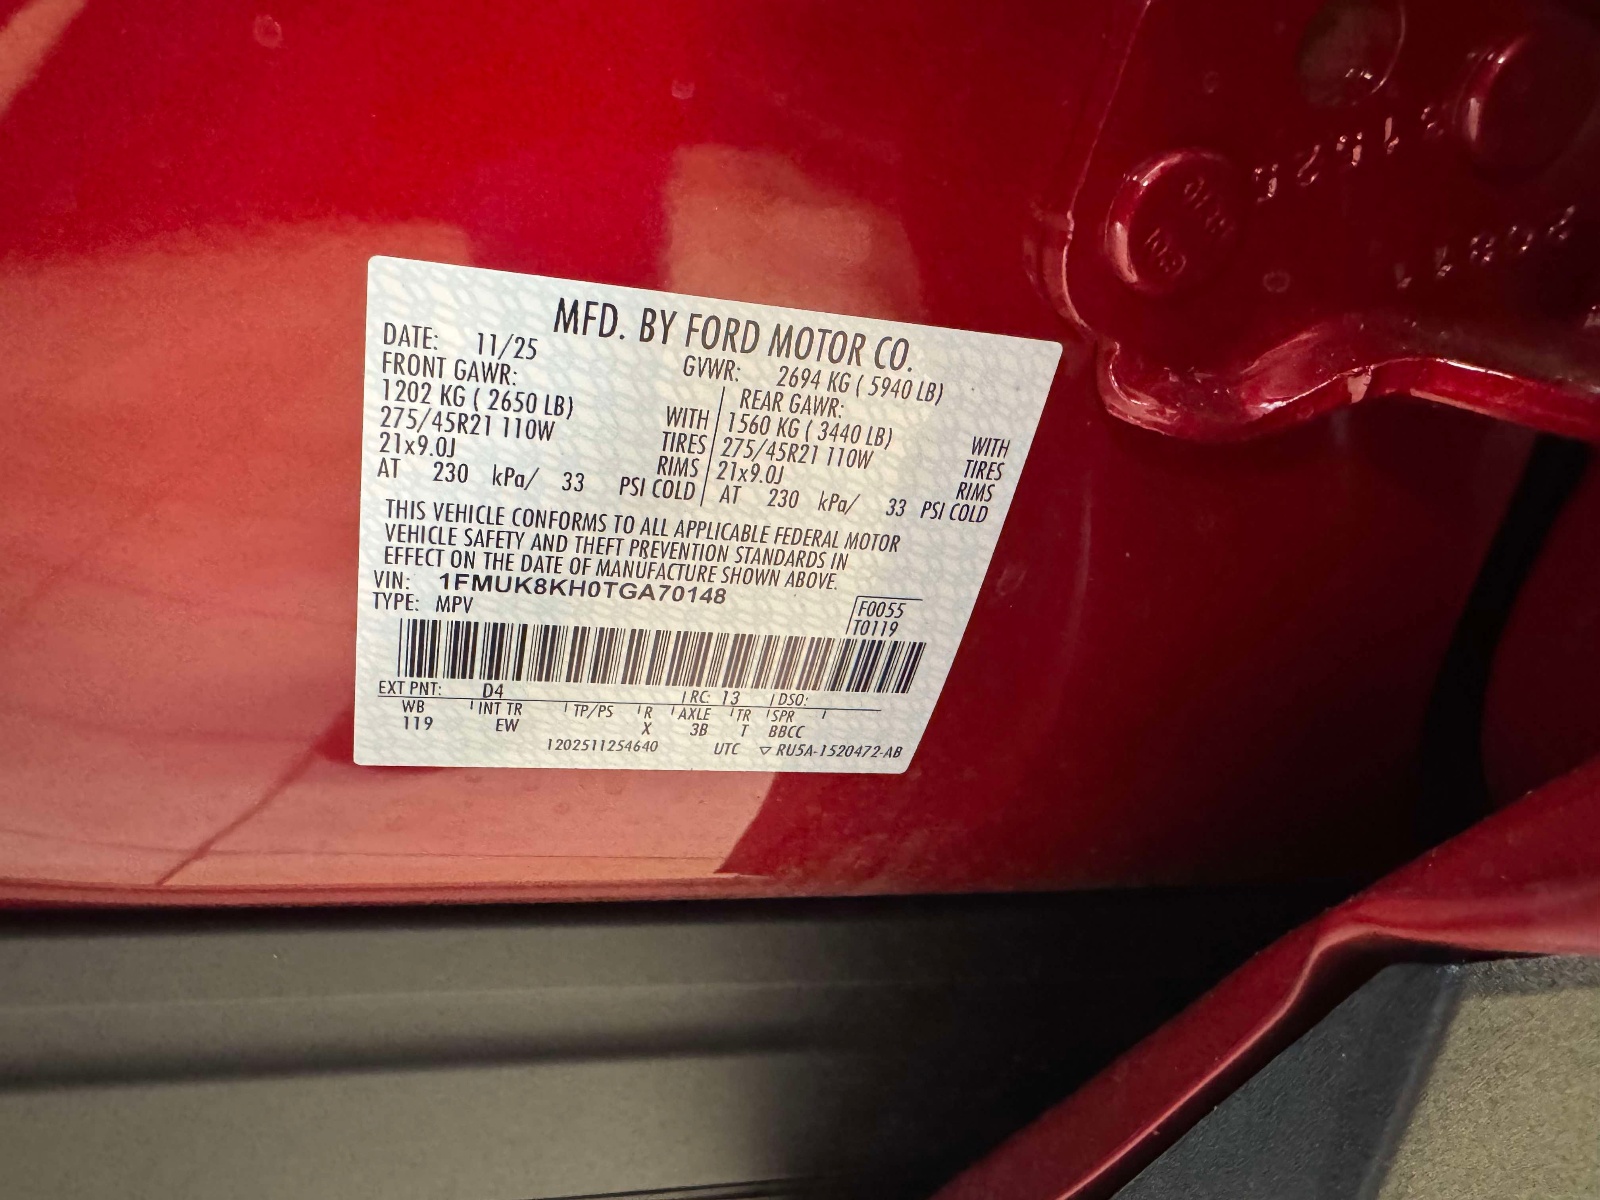 MFD. BY FORD MOTOR CO.
DATE: 11/25 GVWR: 2694 KG ( 5940 LB)
FRONT GAWR: REAR GAWR:
1202 KG ( 2650 LB) WITH 1560 KG ( 3440 LB) WITH
275/45R21 110W TIRES 275/45R21 110W TIRES
21x9.0J RIMS 21x9.0J RIMS
AT 230 kPa/ 33 PSI COLD AT 230 kPa/ 33 PSI COLD
THIS VEHICLE CONFORMS TO ALL APPLICABLE FEDERAL MOTOR
VEHICLE SAFETY AND THEFT PREVENTION STANDARDS IN
EFFECT ON THE DATE OF MANUFACTURE SHOWN ABOVE.
VIN: 1FMUK8KH0TGA70148
TYPE: MPV F0055
T0119
EXT PNT: D4 RC: 13 DSO:
WB INT TR TP/PS R AXLE TR SPR
119 EW X 3B T BBCC
1202511254640 UTC ▽ RU5A-1520472-AB